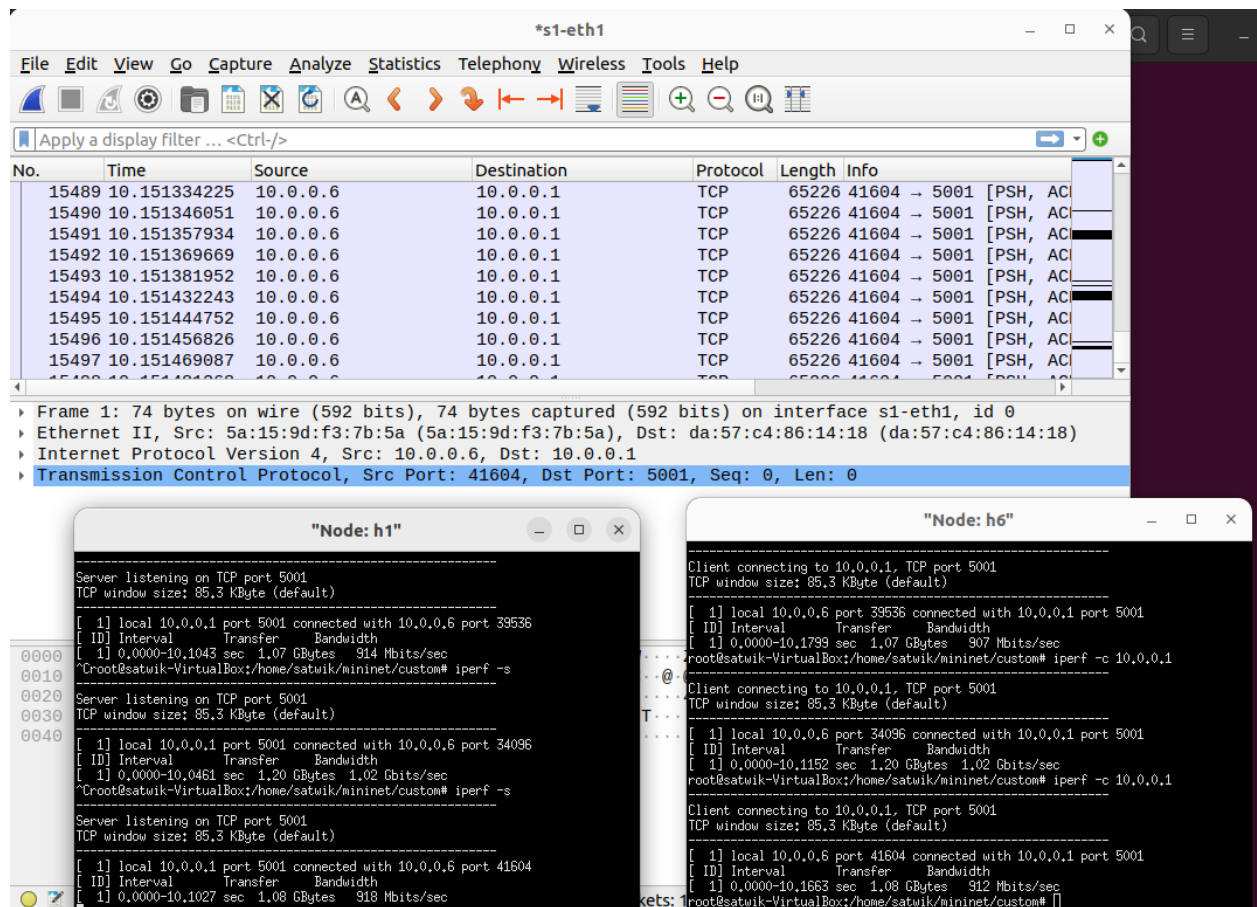 *s1-eth1
File Edit View Go Capture Analyze Statistics Telephony Wireless Tools Help
Apply a display filter … <Ctrl-/>
No. Time Source Destination Protocol Length Info
15489 10.151334225 10.0.0.6 10.0.0.1 TCP 65226 41604 → 5001 [PSH, ACK
15490 10.151346051 10.0.0.6 10.0.0.1 TCP 65226 41604 → 5001 [PSH, ACK
15491 10.151357934 10.0.0.6 10.0.0.1 TCP 65226 41604 → 5001 [PSH, ACK
15492 10.151369669 10.0.0.6 10.0.0.1 TCP 65226 41604 → 5001 [PSH, ACK
15493 10.151381952 10.0.0.6 10.0.0.1 TCP 65226 41604 → 5001 [PSH, ACK
15494 10.151432243 10.0.0.6 10.0.0.1 TCP 65226 41604 → 5001 [PSH, ACK
15495 10.151444752 10.0.0.6 10.0.0.1 TCP 65226 41604 → 5001 [PSH, ACK
15496 10.151456826 10.0.0.6 10.0.0.1 TCP 65226 41604 → 5001 [PSH, ACK
15497 10.151469087 10.0.0.6 10.0.0.1 TCP 65226 41604 → 5001 [PSH, ACK
Frame 1: 74 bytes on wire (592 bits), 74 bytes captured (592 bits) on interface s1-eth1, id 0
Ethernet II, Src: 5a:15:9d:f3:7b:5a (5a:15:9d:f3:7b:5a), Dst: da:57:c4:86:14:18 (da:57:c4:86:14:18)
Internet Protocol Version 4, Src: 10.0.0.6, Dst: 10.0.0.1
Transmission Control Protocol, Src Port: 41604, Dst Port: 5001, Seq: 0, Len: 0
0000
0010
0020
0030
0040
"Node: h1"
Server listening on TCP port 5001
TCP window size: 85.3 KByte (default)
[ 1] local 10.0.0.1 port 5001 connected with 10.0.0.6 port 39536
[ ID] Interval Transfer Bandwidth
[ 1] 0.0000-10.1043 sec 1.07 GBytes 914 Mbits/sec
^Croot@satwik-VirtualBox:/home/satwik/mininet/custom# iperf -s
Server listening on TCP port 5001
TCP window size: 85.3 KByte (default)
[ 1] local 10.0.0.1 port 5001 connected with 10.0.0.6 port 34096
[ ID] Interval Transfer Bandwidth
[ 1] 0.0000-10.0461 sec 1.20 GBytes 1.02 Gbits/sec
^Croot@satwik-VirtualBox:/home/satwik/mininet/custom# iperf -s
Server listening on TCP port 5001
TCP window size: 85.3 KByte (default)
[ 1] local 10.0.0.1 port 5001 connected with 10.0.0.6 port 41604
[ ID] Interval Transfer Bandwidth
[ 1] 0.0000-10.1027 sec 1.08 GBytes 918 Mbits/sec
"Node: h6"
Client connecting to 10.0.0.1, TCP port 5001
TCP window size: 85.3 KByte (default)
[ 1] local 10.0.0.6 port 39536 connected with 10.0.0.1 port 5001
[ ID] Interval Transfer Bandwidth
[ 1] 0.0000-10.1799 sec 1.07 GBytes 907 Mbits/sec
root@satwik-VirtualBox:/home/satwik/mininet/custom# iperf -c 10.0.0.1
Client connecting to 10.0.0.1, TCP port 5001
TCP window size: 85.3 KByte (default)
[ 1] local 10.0.0.6 port 34096 connected with 10.0.0.1 port 5001
[ ID] Interval Transfer Bandwidth
[ 1] 0.0000-10.1152 sec 1.20 GBytes 1.02 Gbits/sec
root@satwik-VirtualBox:/home/satwik/mininet/custom# iperf -c 10.0.0.1
Client connecting to 10.0.0.1, TCP port 5001
TCP window size: 85.3 KByte (default)
[ 1] local 10.0.0.6 port 41604 connected with 10.0.0.1 port 5001
[ ID] Interval Transfer Bandwidth
[ 1] 0.0000-10.1663 sec 1.08 GBytes 912 Mbits/sec
root@satwik-VirtualBox:/home/satwik/mininet/custom#